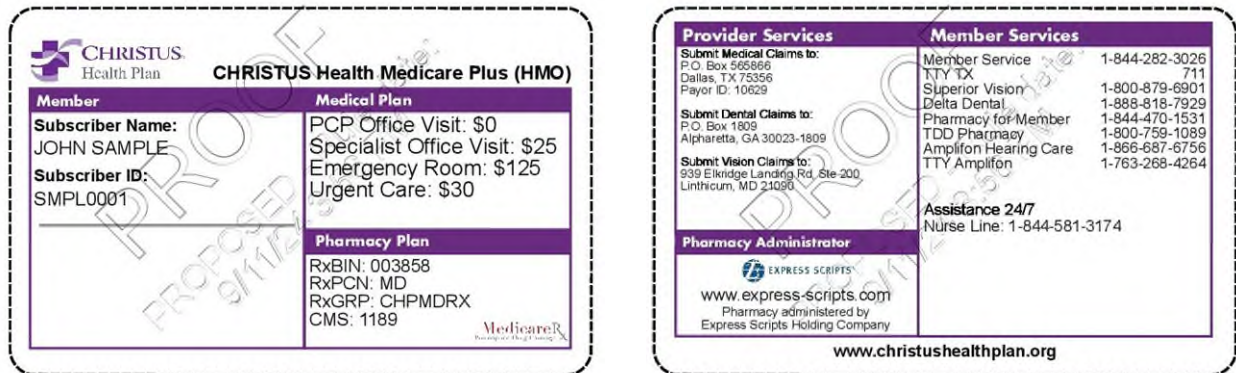 CHRISTUS
Health Plan
CHRISTUS Health Medicare Plus (HMO)
Member
Subscriber Name:
JOHN SAMPLE
Subscriber ID:
SMPL0001
Medical Plan
PCP Office Visit: $0
Specialist Office Visit: $25
Emergency Room: $125
Urgent Care: $30
Pharmacy Plan
RxBIN: 003858
RxPCN: MD
RxGRP: CHPMDRX
CMS: 1189
MedicareRx
Prescription Drug Coverage
PROOF
PROPOSED
Provider Services
Submit Medical Claims to:
P.O. Box 565866
Dallas, TX 75356
Payor ID: 10629
Submit Dental Claims to:
P.O. Box 1809
Alpharetta, GA 30023-1809
Submit Vision Claims to:
939 Elkridge Landing Rd, Ste 200
Linthicum, MD 21090
Pharmacy Administrator
EXPRESS SCRIPTS
www.express-scripts.com
Pharmacy administered by
Express Scripts Holding Company
Member Services
Member Service 1-844-282-3026
TTY TX 711
Superior Vision 1-800-879-6901
Delta Dental 1-888-818-7929
Pharmacy for Member 1-844-470-1531
TDD Pharmacy 1-800-759-1089
Amplifon Hearing Care 1-866-687-6756
TTY Amplifon 1-763-268-4264
Assistance 24/7
Nurse Line: 1-844-581-3174
www.christushealthplan.org
PROOF
PROPOSED